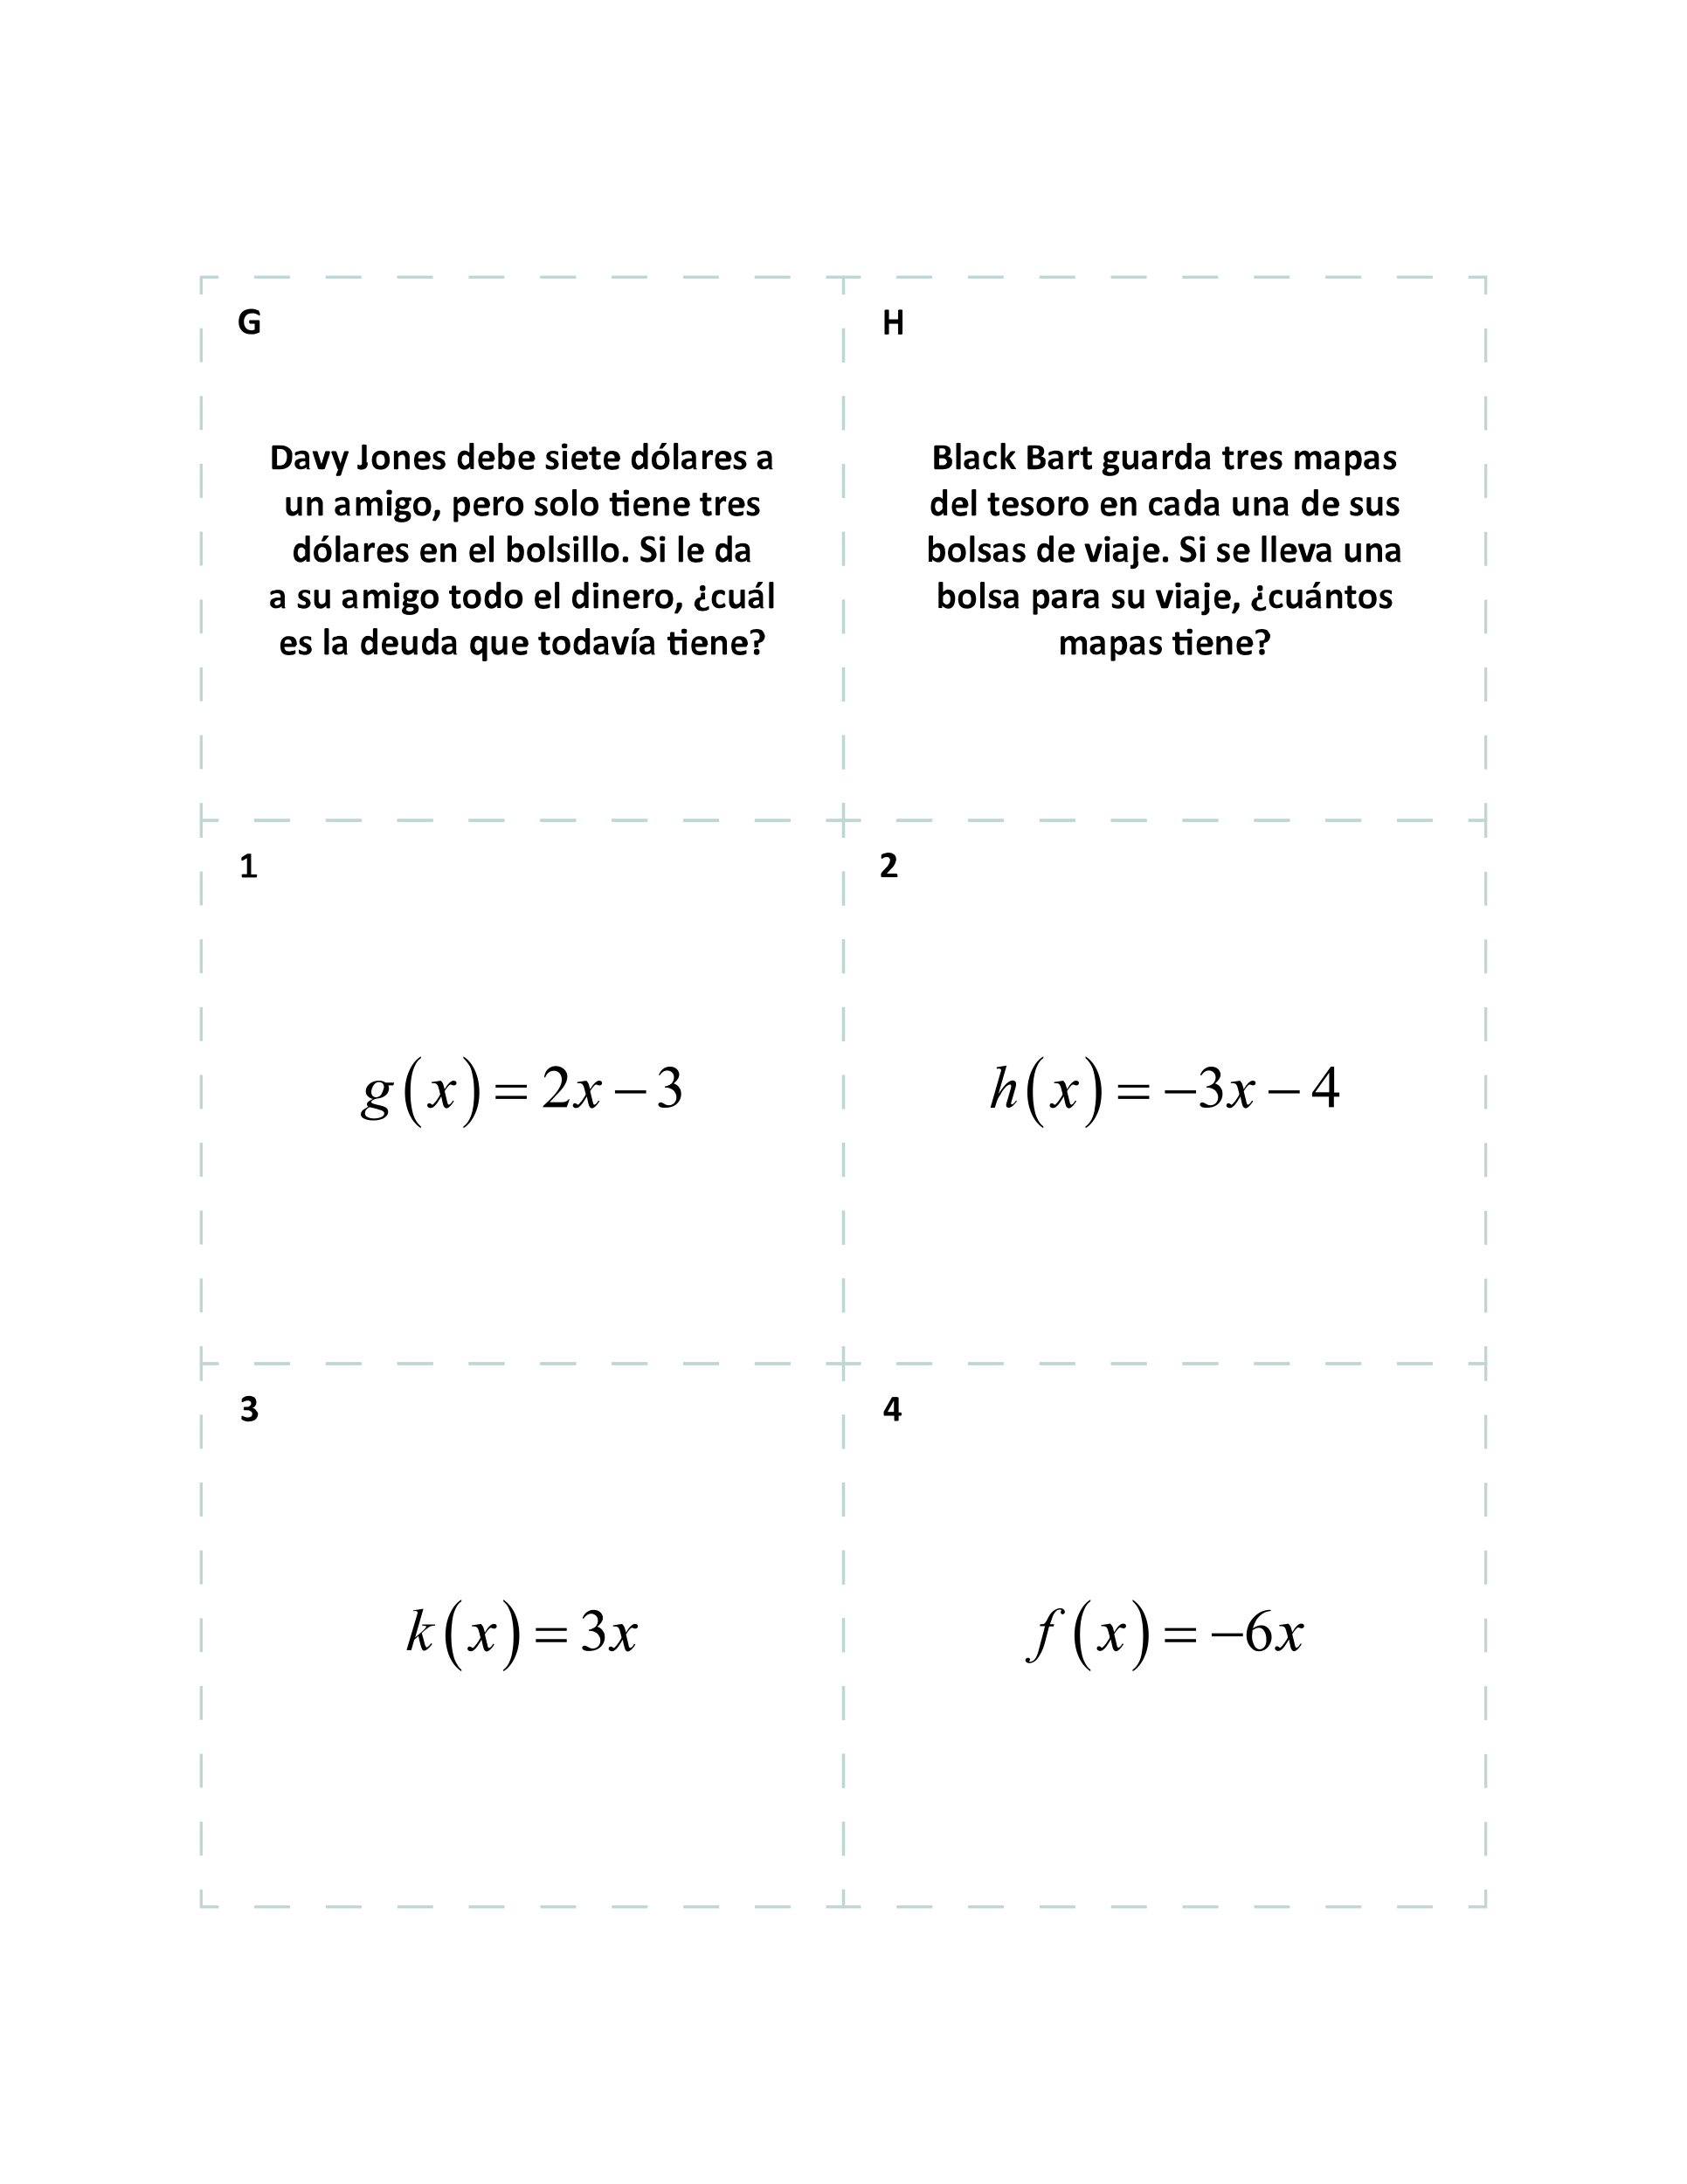 G
Davy Jones debe siete dólares a
un amigo, pero solo tiene tres
dólares en el bolsillo. Si le da
a su amigo todo el dinero, ¿cuál
es la deuda que todavía tiene?
H
Black Bart guarda tres mapas
del tesoro en cada una de sus
bolsas de viaje. Si se lleva una
bolsa para su viaje, ¿cuántos
mapas tiene?
1
g(x) = 2x − 3
2
h(x) = −3x − 4
3
k(x) = 3x
4
f(x) = −6x